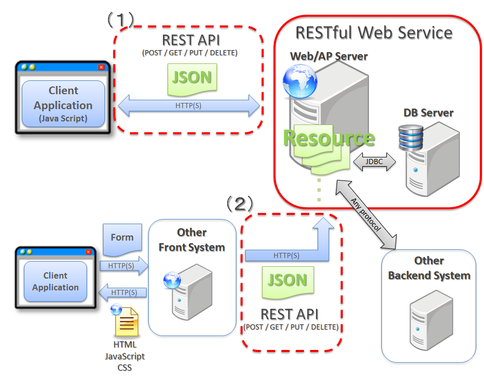 (1)
REST API
(POST / GET / PUT / DELETE)
JSON
HTTP(S)
Client
Application
(Java Script)
RESTful Web Service
Web/AP Server
DB Server
Resource
JDBC
Any protocol
(2)
Form
HTTP(S)
HTTP(S)
Client
Application
HTML
JavaScript
CSS
Other
Front System
HTTP(S)
JSON
REST API
(POST / GET / PUT / DELETE)
Other
Backend System